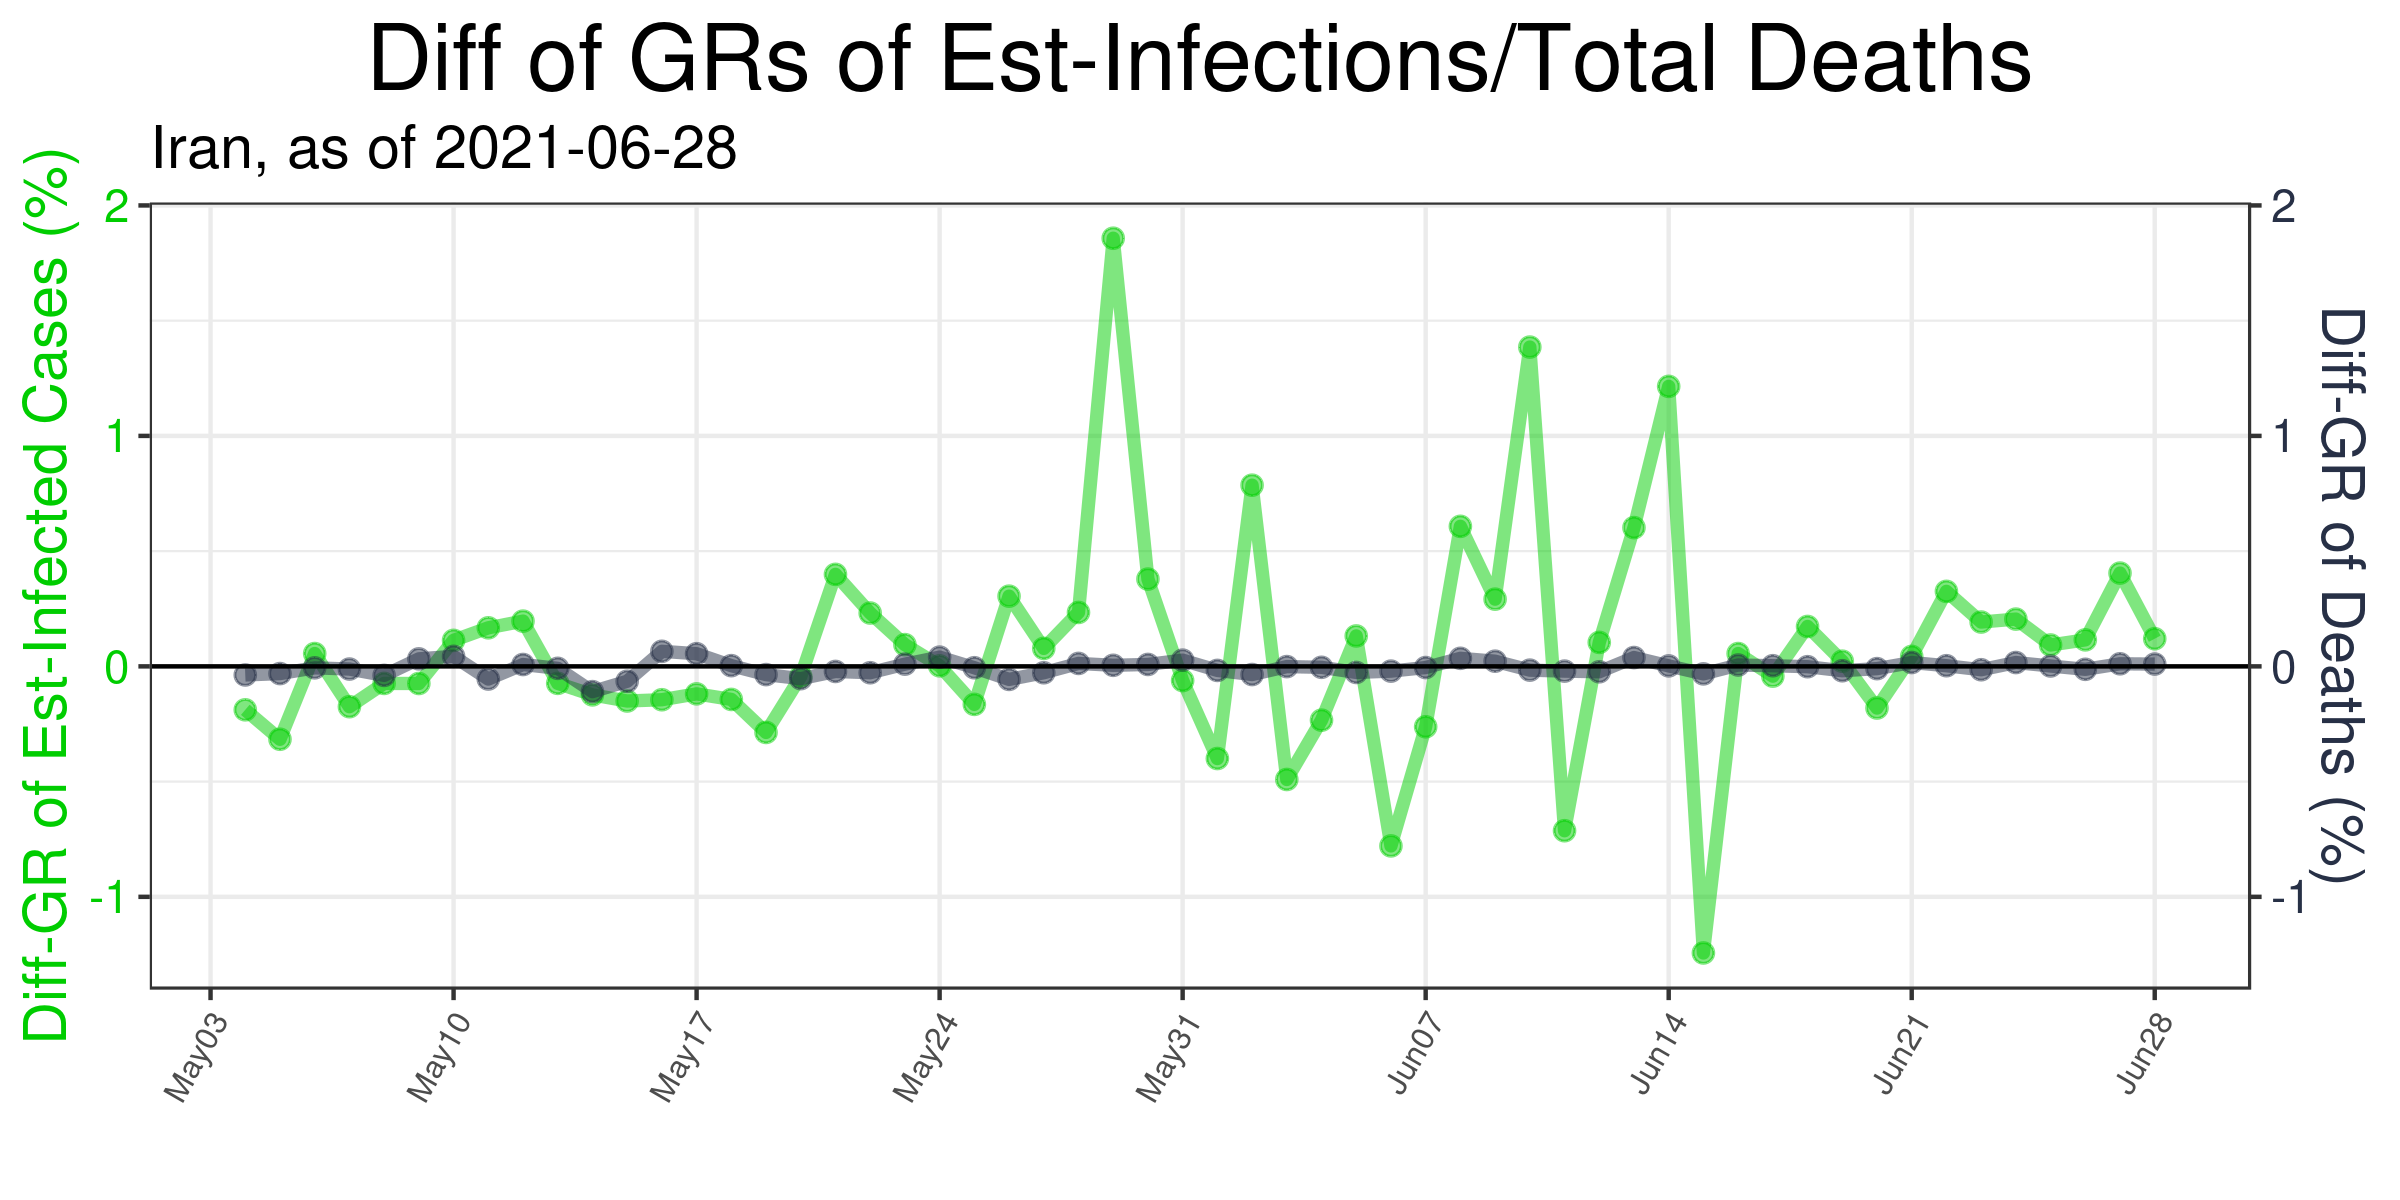 Diff of GRs of Est-Infections/Total Deaths
Iran, as of 2021-06-28
Diff-GR of Est-Infected Cases (%)
2
1
0
-1
2
1
0
-1
Diff-GR of Deaths (%)
May03
May10
May17
May24
May31
Jun07
Jun14
Jun21
Jun28